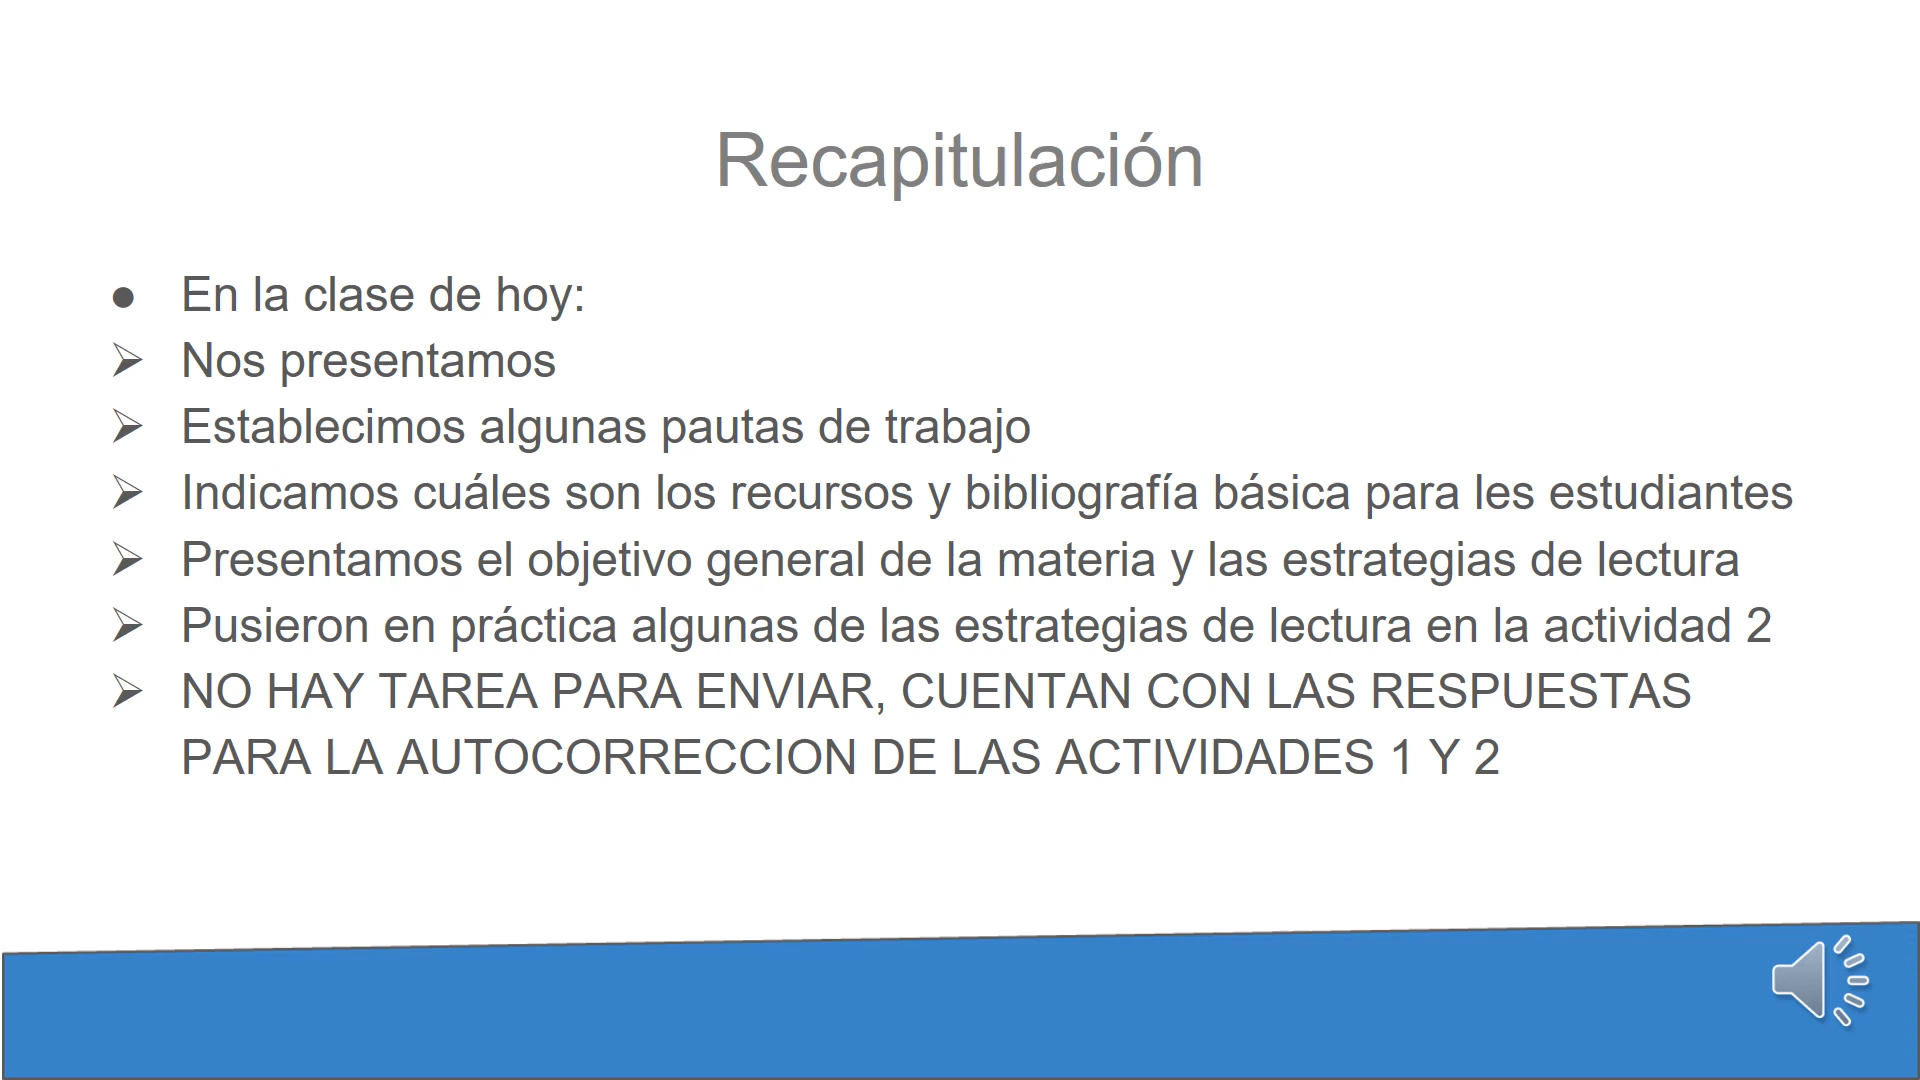 Recapitulación
● En la clase de hoy:
➢ Nos presentamos
➢ Establecimos algunas pautas de trabajo
➢ Indicamos cuáles son los recursos y bibliografía básica para les estudiantes
➢ Presentamos el objetivo general de la materia y las estrategias de lectura
➢ Pusieron en práctica algunas de las estrategias de lectura en la actividad 2
➢ NO HAY TAREA PARA ENVIAR, CUENTAN CON LAS RESPUESTAS
PARA LA AUTOCORRECCION DE LAS ACTIVIDADES 1 Y 2